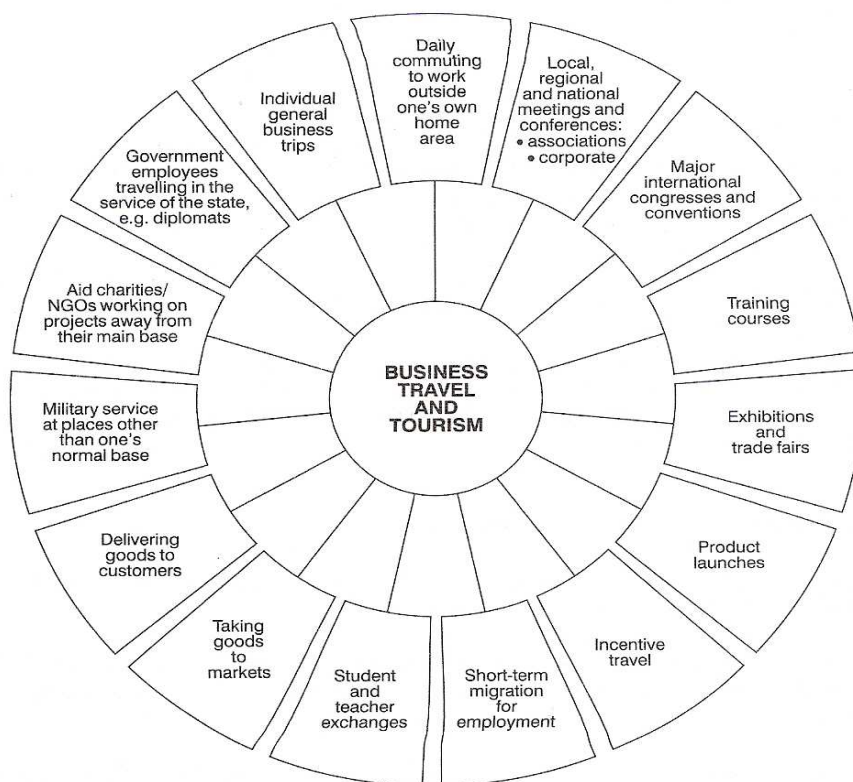 Daily
commuting
to work
outside
one's own
home
area
Local,
regional
and national
meetings and
conferences:
• associations
• corporate
Major
international
congresses and
conventions
Training
courses
Exhibitions
and
trade fairs
Product
launches
Incentive
travel
Short-term
migration
for
employment
Student
and
teacher
exchanges
Taking
goods
to
markets
Delivering
goods to
customers
Military service
at places other
than one's
normal base
Aid charities/
NGOs working on
projects away from
their main base
Government
employees
travelling in the
service of the state,
e.g. diplomats
Individual
general
business
trips
BUSINESS
TRAVEL
AND
TOURISM